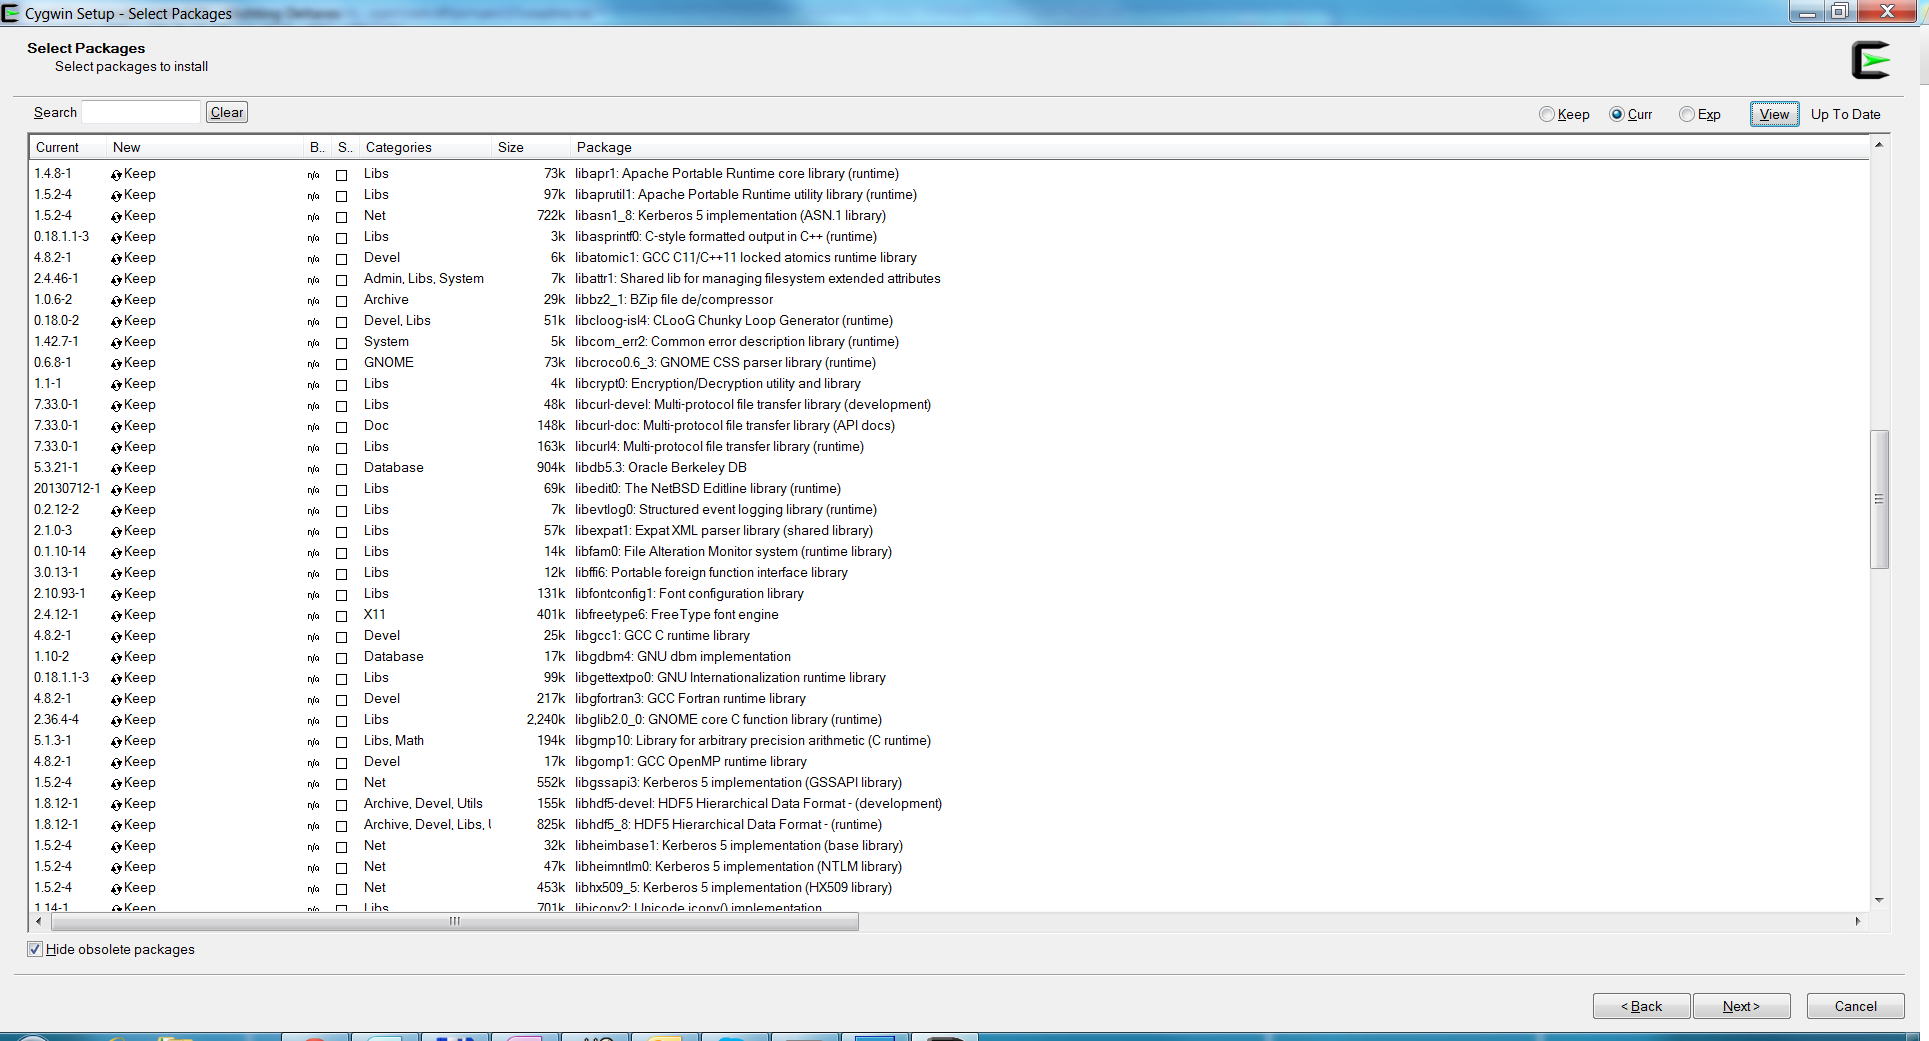 Cygwin Setup - Select Packages
Select Packages
Select packages to install
Search Clear Keep Curr Exp View Up To Date
Current New B.. S.. Categories Size Package
1.4.8-1 Keep n/a Libs 73k libapr1: Apache Portable Runtime core library (runtime)
1.5.2-4 Keep n/a Libs 97k libaprutil1: Apache Portable Runtime utility library (runtime)
1.5.2-4 Keep n/a Net 722k libasn1_8: Kerberos 5 implementation (ASN.1 library)
0.18.1.1-3 Keep n/a Libs 3k libasprintf0: C-style formatted output in C++ (runtime)
4.8.2-1 Keep n/a Devel 6k libatomic1: GCC C11/C++11 locked atomics runtime library
2.4.46-1 Keep n/a Admin, Libs, System 7k libattr1: Shared lib for managing filesystem extended attributes
1.0.6-2 Keep n/a Archive 29k libbz2_1: BZip file de/compressor
0.18.0-2 Keep n/a Devel, Libs 51k libcloog-isl4: CLooG Chunky Loop Generator (runtime)
1.42.7-1 Keep n/a System 5k libcom_err2: Common error description library (runtime)
0.6.8-1 Keep n/a GNOME 73k libcroco0.6_3: GNOME CSS parser library (runtime)
1.1-1 Keep n/a Libs 4k libcrypt0: Encryption/Decryption utility and library
7.33.0-1 Keep n/a Libs 48k libcurl-devel: Multi-protocol file transfer library (development)
7.33.0-1 Keep n/a Doc 148k libcurl-doc: Multi-protocol file transfer library (API docs)
7.33.0-1 Keep n/a Libs 163k libcurl4: Multi-protocol file transfer library (runtime)
5.3.21-1 Keep n/a Database 904k libdb5.3: Oracle Berkeley DB
20130712-1 Keep n/a Libs 69k libedit0: The NetBSD Editline library (runtime)
0.2.12-2 Keep n/a Libs 7k libevtlog0: Structured event logging library (runtime)
2.1.0-3 Keep n/a Libs 57k libexpat1: Expat XML parser library (shared library)
0.1.10-14 Keep n/a Libs 14k libfam0: File Alteration Monitor system (runtime library)
3.0.13-1 Keep n/a Libs 12k libffi6: Portable foreign function interface library
2.10.93-1 Keep n/a Libs 131k libfontconfig1: Font configuration library
2.4.12-1 Keep n/a X11 401k libfreetype6: FreeType font engine
4.8.2-1 Keep n/a Devel 25k libgcc1: GCC C runtime library
1.10-2 Keep n/a Database 17k libgdbm4: GNU dbm implementation
0.18.1.1-3 Keep n/a Libs 99k libgettextpo0: GNU Internationalization runtime library
4.8.2-1 Keep n/a Devel 217k libgfortran3: GCC Fortran runtime library
2.36.4-4 Keep n/a Libs 2,240k libglib2.0_0: GNOME core C function library (runtime)
5.1.3-1 Keep n/a Libs, Math 194k libgmp10: Library for arbitrary precision arithmetic (C runtime)
4.8.2-1 Keep n/a Devel 17k libgomp1: GCC OpenMP runtime library
1.5.2-4 Keep n/a Net 552k libgssapi3: Kerberos 5 implementation (GSSAPI library)
1.8.12-1 Keep n/a Archive, Devel, Utils 155k libhdf5-devel: HDF5 Hierarchical Data Format - (development)
1.8.12-1 Keep n/a Archive, Devel, Libs, 825k libhdf5_8: HDF5 Hierarchical Data Format - (runtime)
1.5.2-4 Keep n/a Net 32k libheimbase1: Kerberos 5 implementation (base library)
1.5.2-4 Keep n/a Net 47k libheimntlm0: Kerberos 5 implementation (NTLM library)
1.5.2-4 Keep n/a Net 453k libhx509_5: Kerberos 5 implementation (HX509 library)
1.14-1 Keep n/a Libs 701k libiconv2: Unicode iconv() implementation
Hide obsolete packages
< Back Next > Cancel